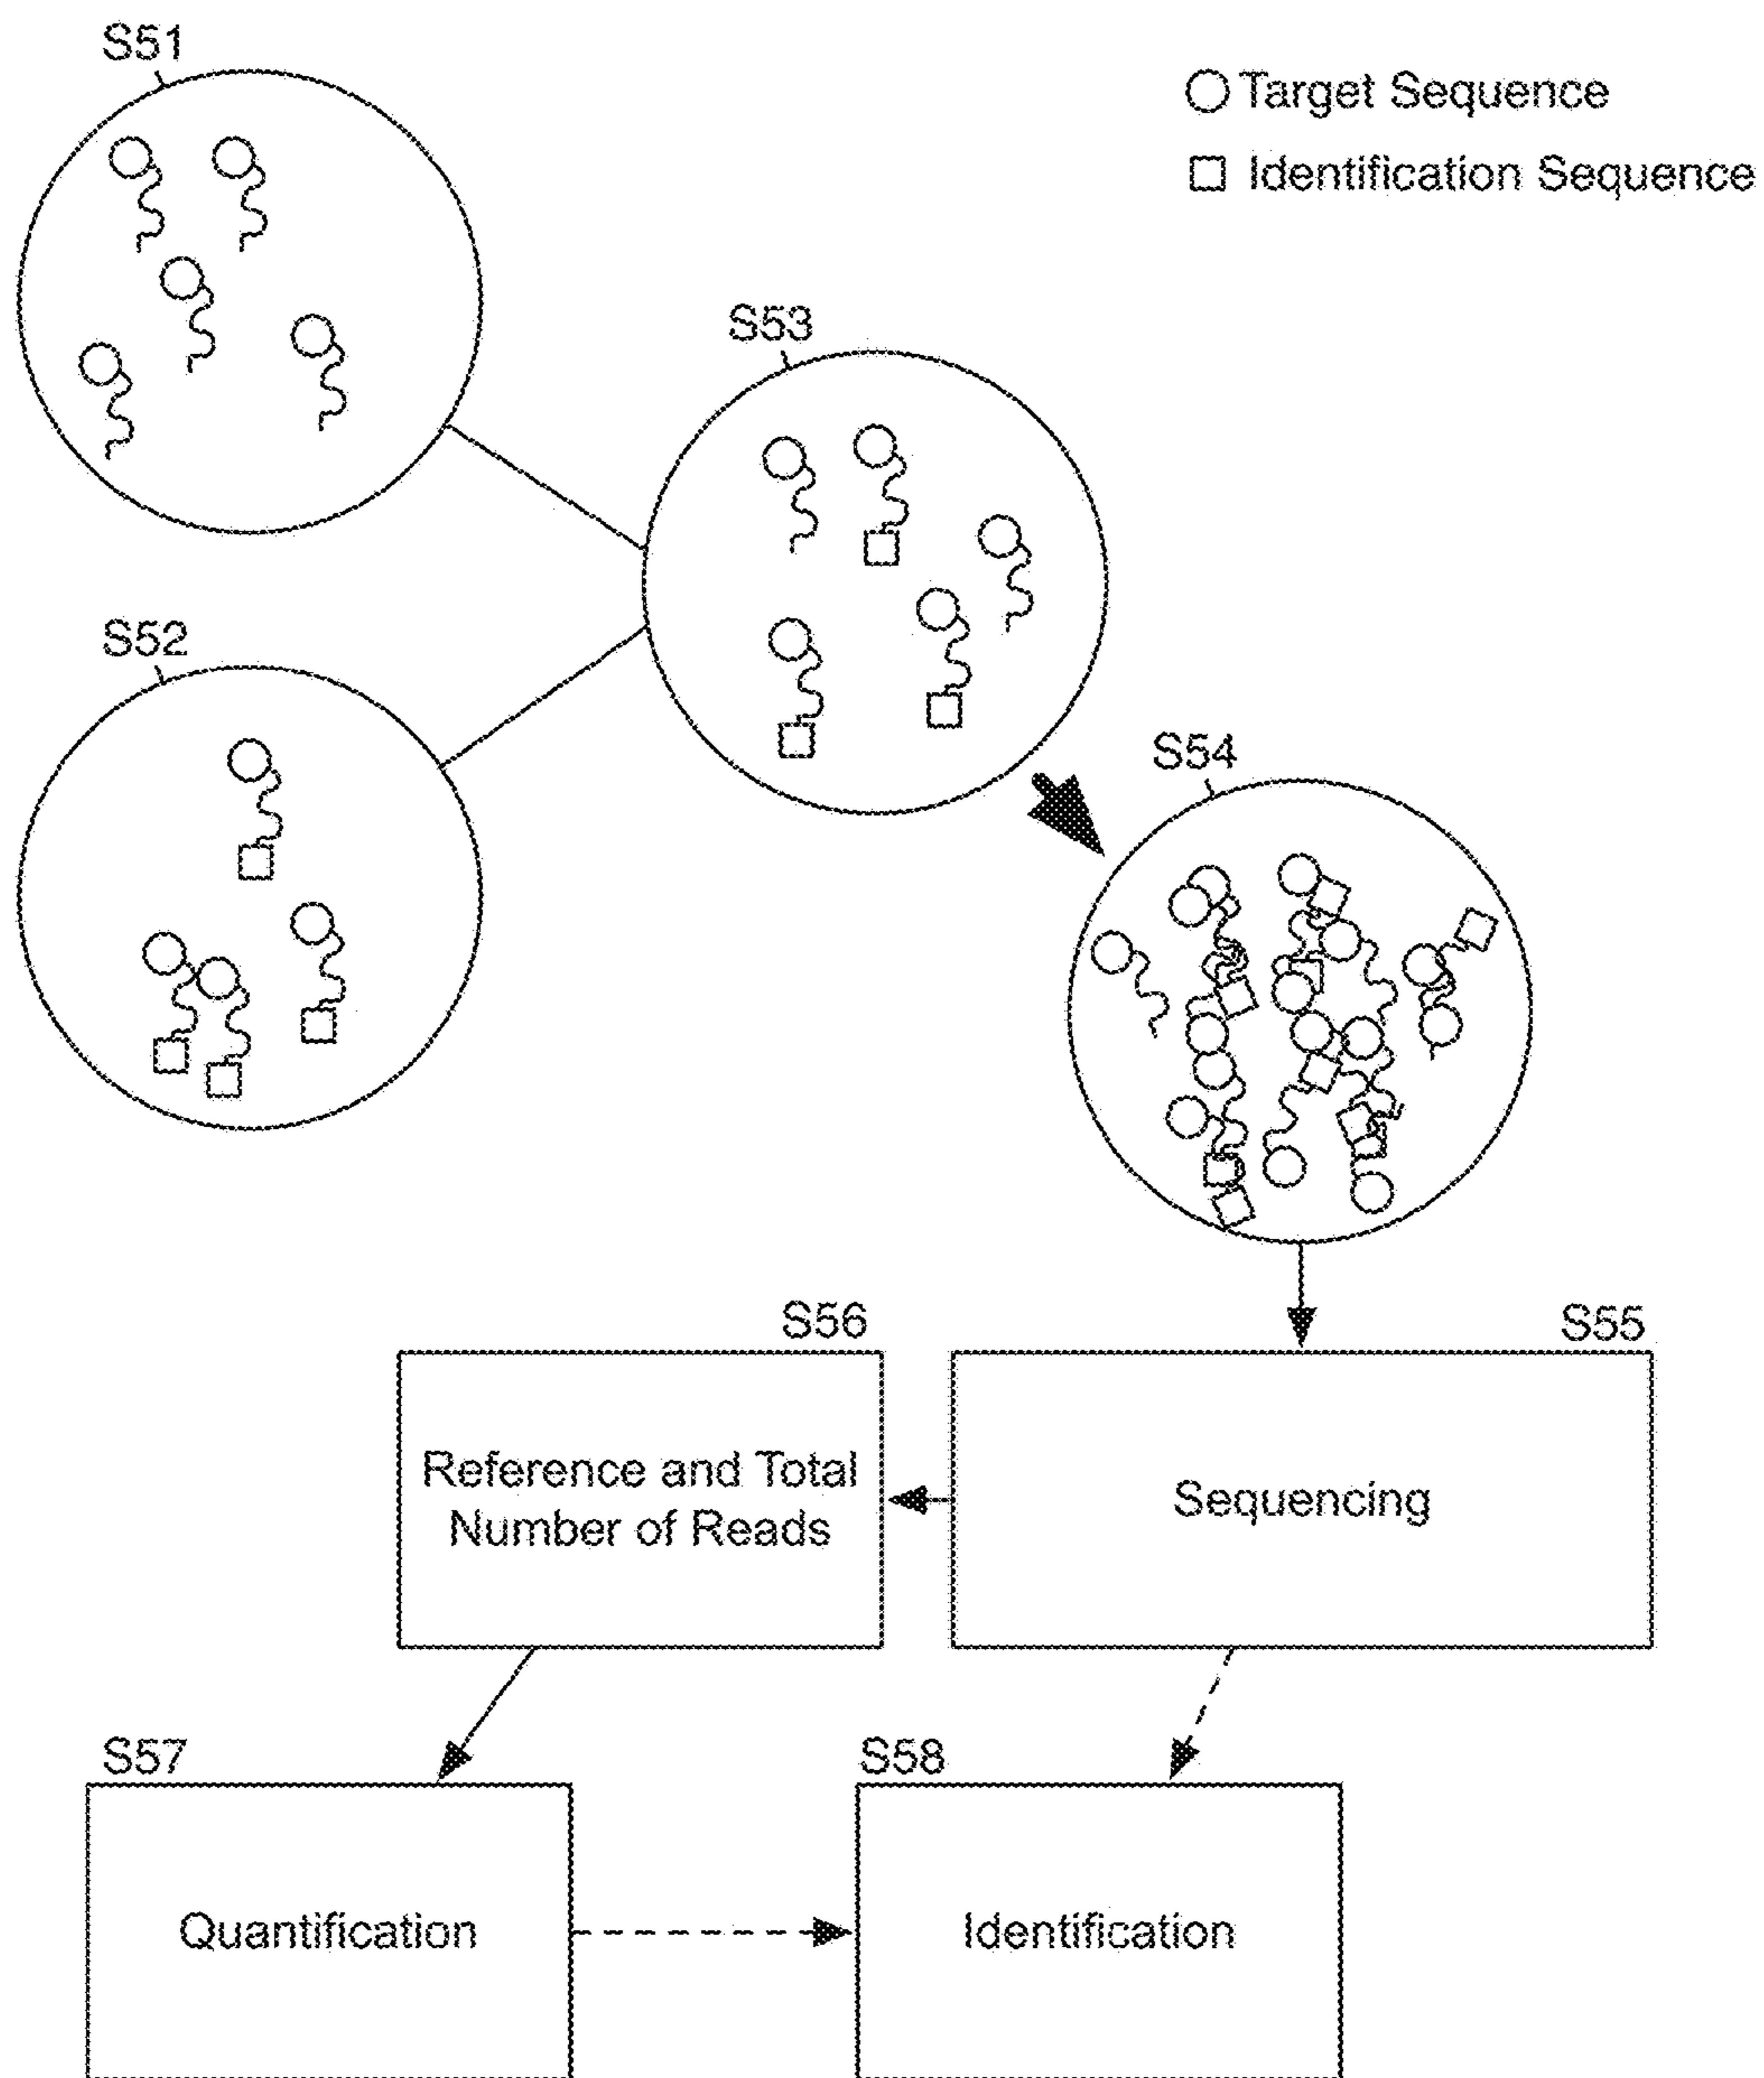 S51
Target Sequence
Identification Sequence
S53
S52
S54
S56
S55
Reference and Total
Number of Reads
Sequencing
S57
S58
Quantification
Identification